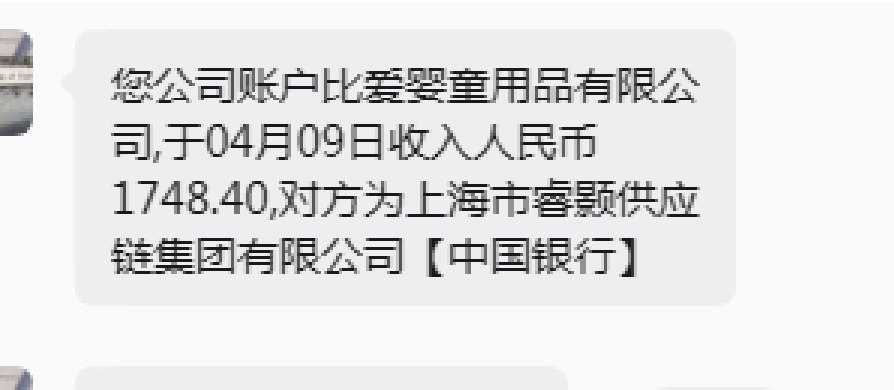 您公司账户比爱婴童用品有限公
司,于04月09日收入人民币
1748.40,对方为上海市睿颢供应
链集团有限公司【中国银行】